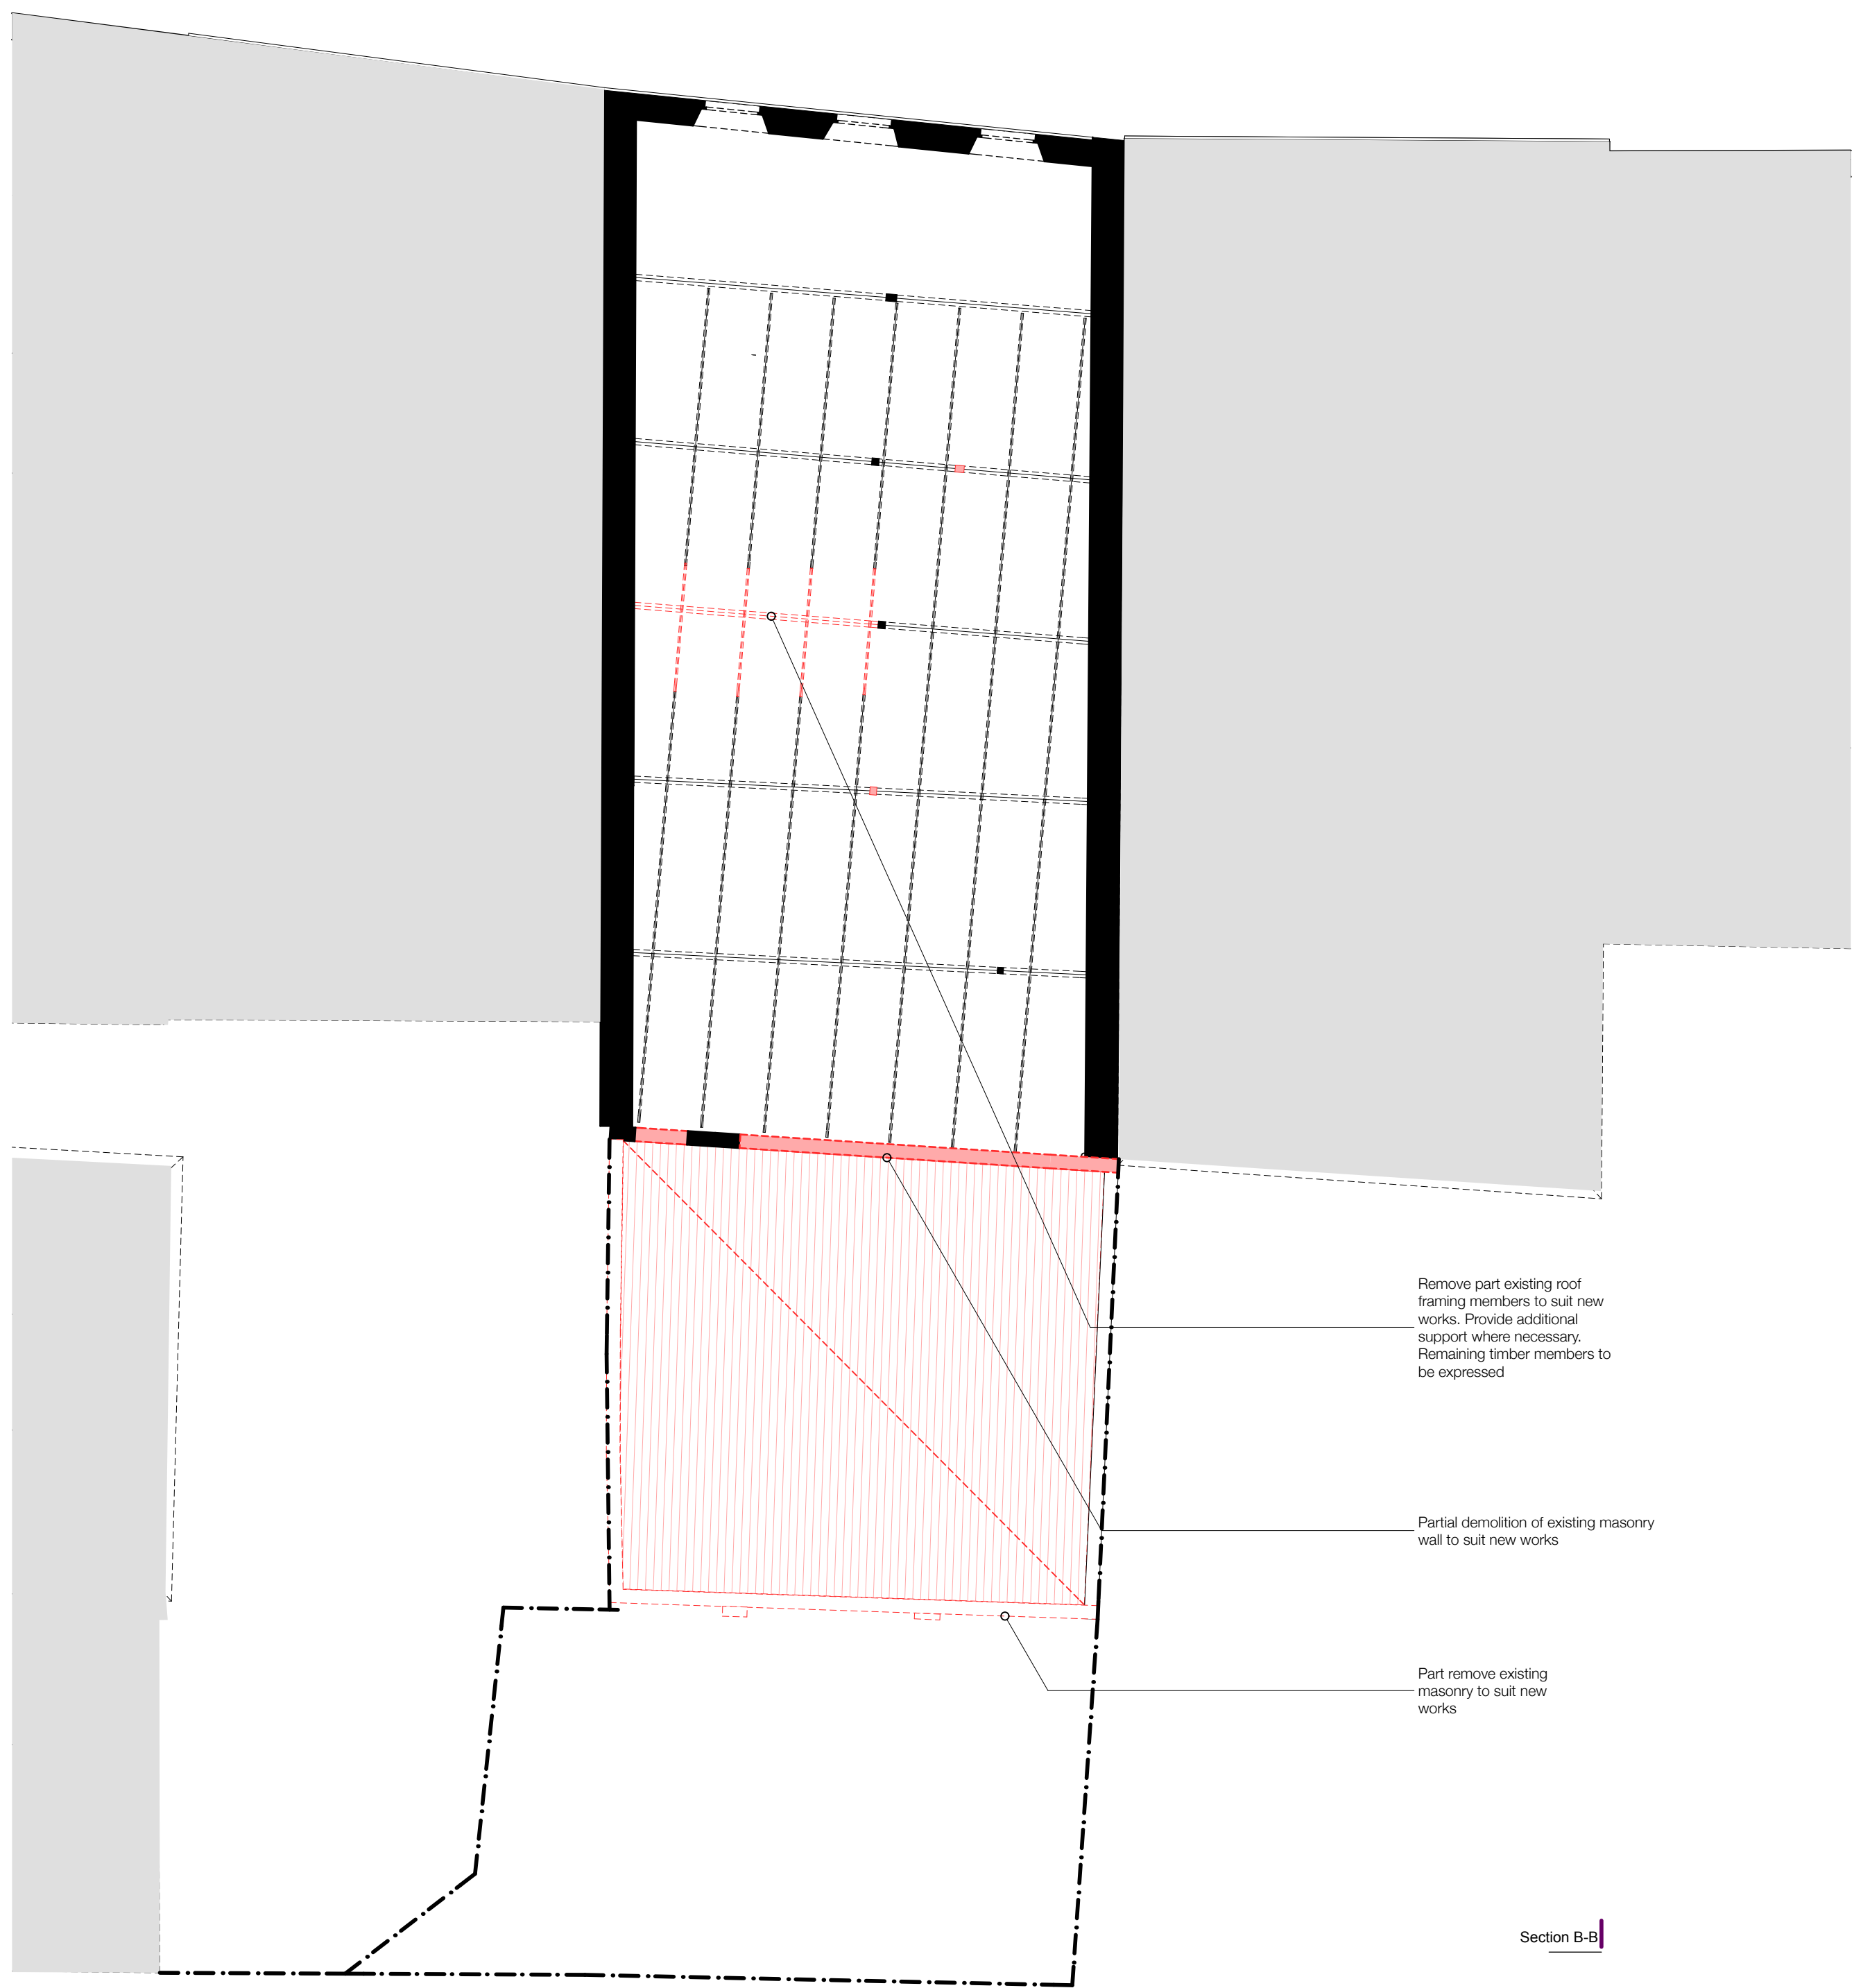 Remove part existing roof
framing members to suit new
works. Provide additional
support where necessary.
Remaining timber members to
be expressed
Partial demolition of existing masonry
wall to suit new works
Part remove existing
masonry to suit new
works
Section B-B